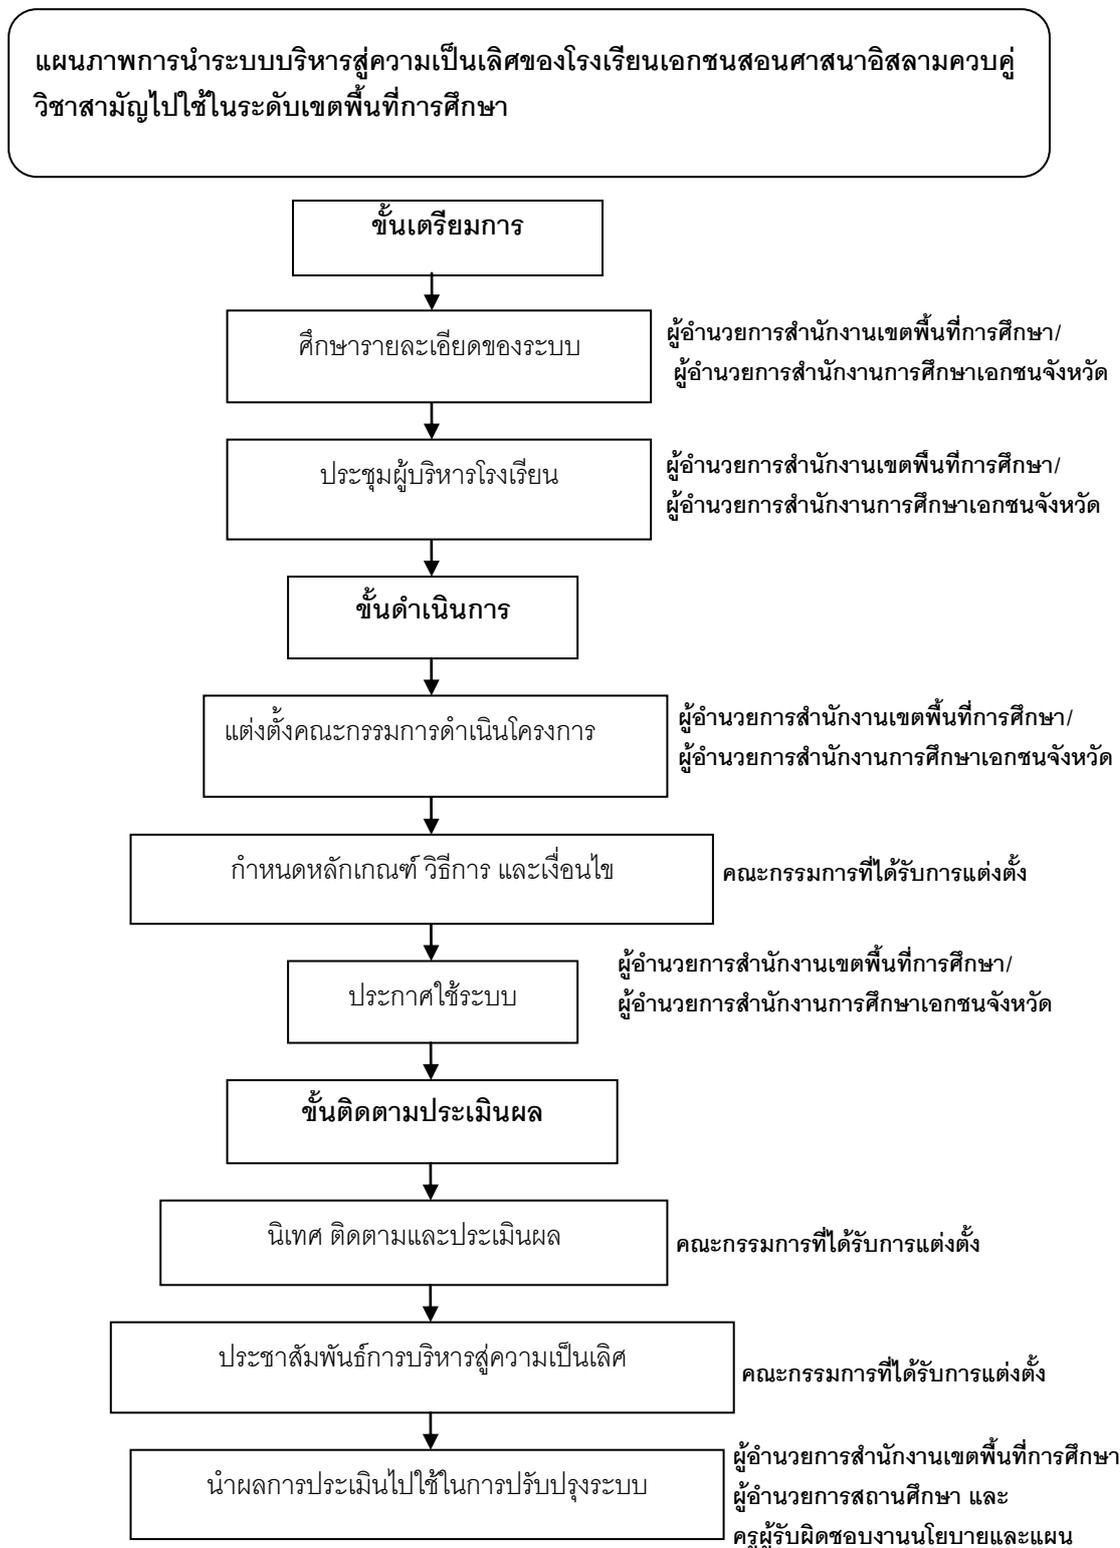 แผนภาพการนำระบบบริหารสู่ความเป็นเลิศของโรงเรียนเอกชนสอนศาสนาอิสลามควบคู่
วิชาสามัญไปใช้ในระดับเขตพื้นที่การศึกษา
ขั้นเตรียมการ
ศึกษารายละเอียดของระบบ
ผู้อำนวยการสำนักงานเขตพื้นที่การศึกษา/
ผู้อำนวยการสำนักงานการศึกษาเอกชนจังหวัด
ประชุมผู้บริหารโรงเรียน
ผู้อำนวยการสำนักงานเขตพื้นที่การศึกษา/
ผู้อำนวยการสำนักงานการศึกษาเอกชนจังหวัด
ขั้นดำเนินการ
แต่งตั้งคณะกรรมการดำเนินโครงการ
ผู้อำนวยการสำนักงานเขตพื้นที่การศึกษา/
ผู้อำนวยการสำนักงานการศึกษาเอกชนจังหวัด
กำหนดหลักเกณฑ์ วิธีการ และเงื่อนไข
คณะกรรมการที่ได้รับการแต่งตั้ง
ประกาศใช้ระบบ
ผู้อำนวยการสำนักงานเขตพื้นที่การศึกษา/
ผู้อำนวยการสำนักงานการศึกษาเอกชนจังหวัด
ขั้นติดตามประเมินผล
นิเทศ ติดตามและประเมินผล
คณะกรรมการที่ได้รับการแต่งตั้ง
ประชาสัมพันธ์การบริหารสู่ความเป็นเลิศ
คณะกรรมการที่ได้รับการแต่งตั้ง
นำผลการประเมินไปใช้ในการปรับปรุงระบบ
ผู้อำนวยการสำนักงานเขตพื้นที่การศึกษา
ผู้อำนวยการสถานศึกษา และ
ครูผู้รับผิดชอบงานนโยบายและแผน